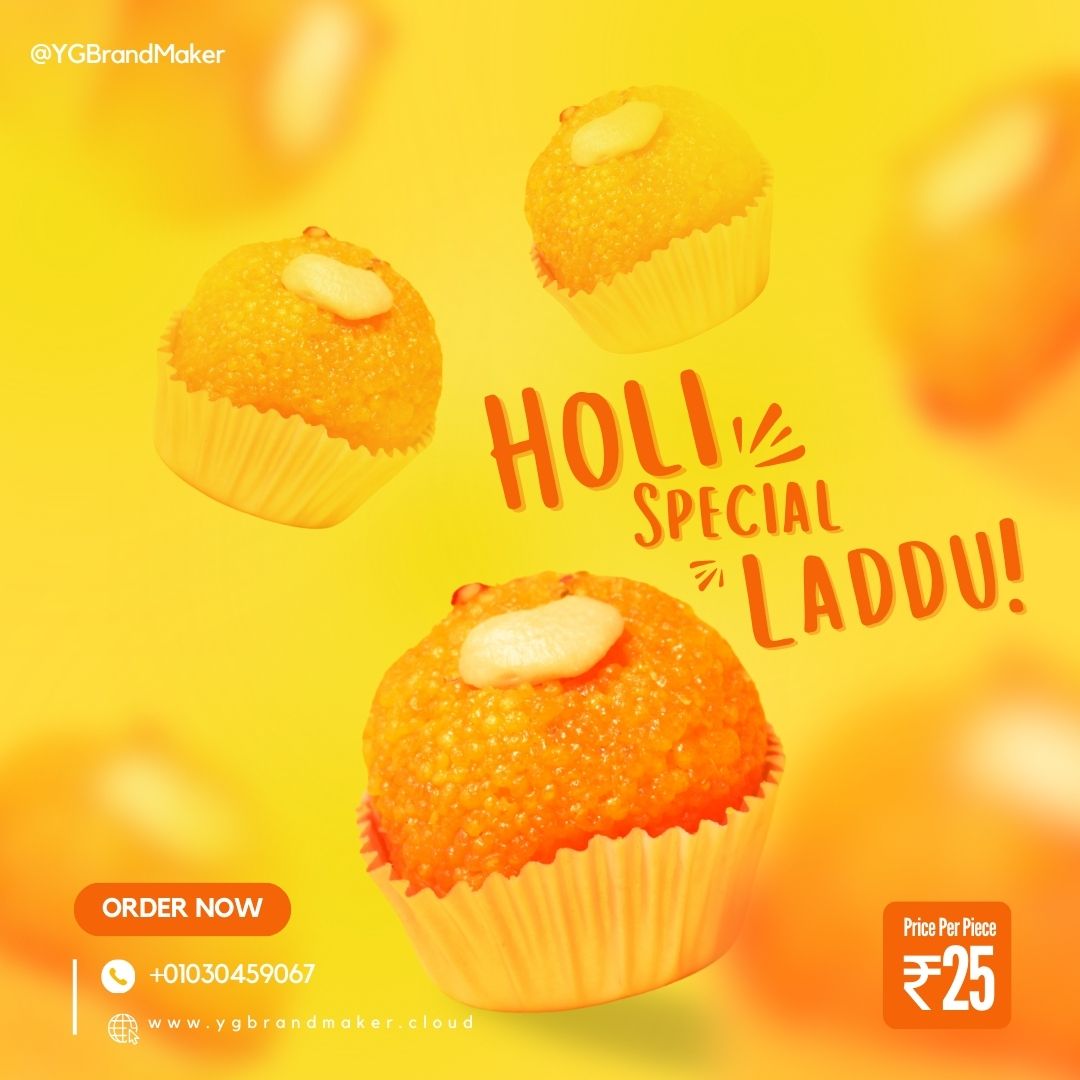 @YGBrandMaker
HOLI
SPECIAL
LADDU!
ORDER NOW
+01030459067
www.ygbrandmaker.cloud
Price Per Piece
₹25